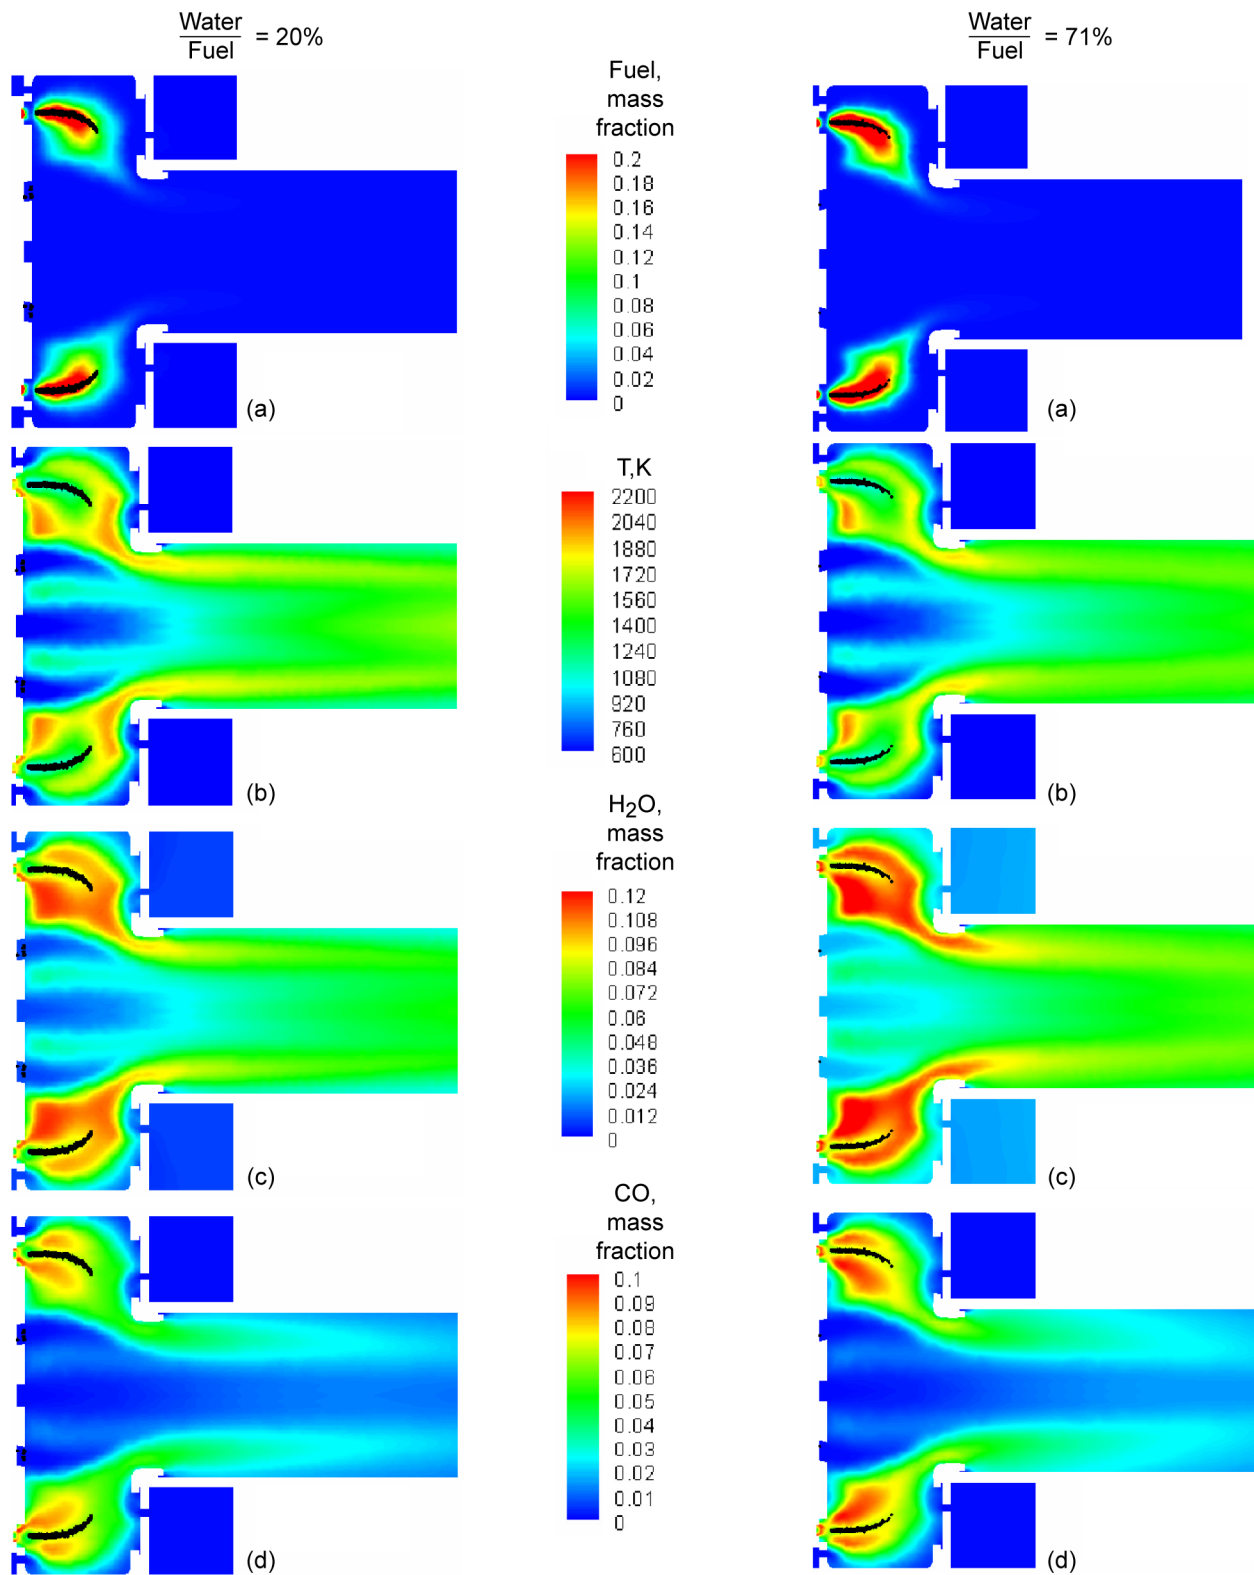 Water
Fuel = 20%
Water
Fuel = 71%
Fuel,
mass
fraction
0.2
0.18
0.16
0.14
0.12
0.1
0.08
0.06
0.04
0.02
0
(a)
(a)
T,K
2200
2040
1880
1720
1560
1400
1240
1080
920
760
600
(b)
(b)
H₂O,
mass
fraction
0.12
0.108
0.096
0.084
0.072
0.06
0.048
0.036
0.024
0.012
0
(c)
(c)
CO,
mass
fraction
0.1
0.09
0.08
0.07
0.06
0.05
0.04
0.03
0.02
0.01
0
(d)
(d)